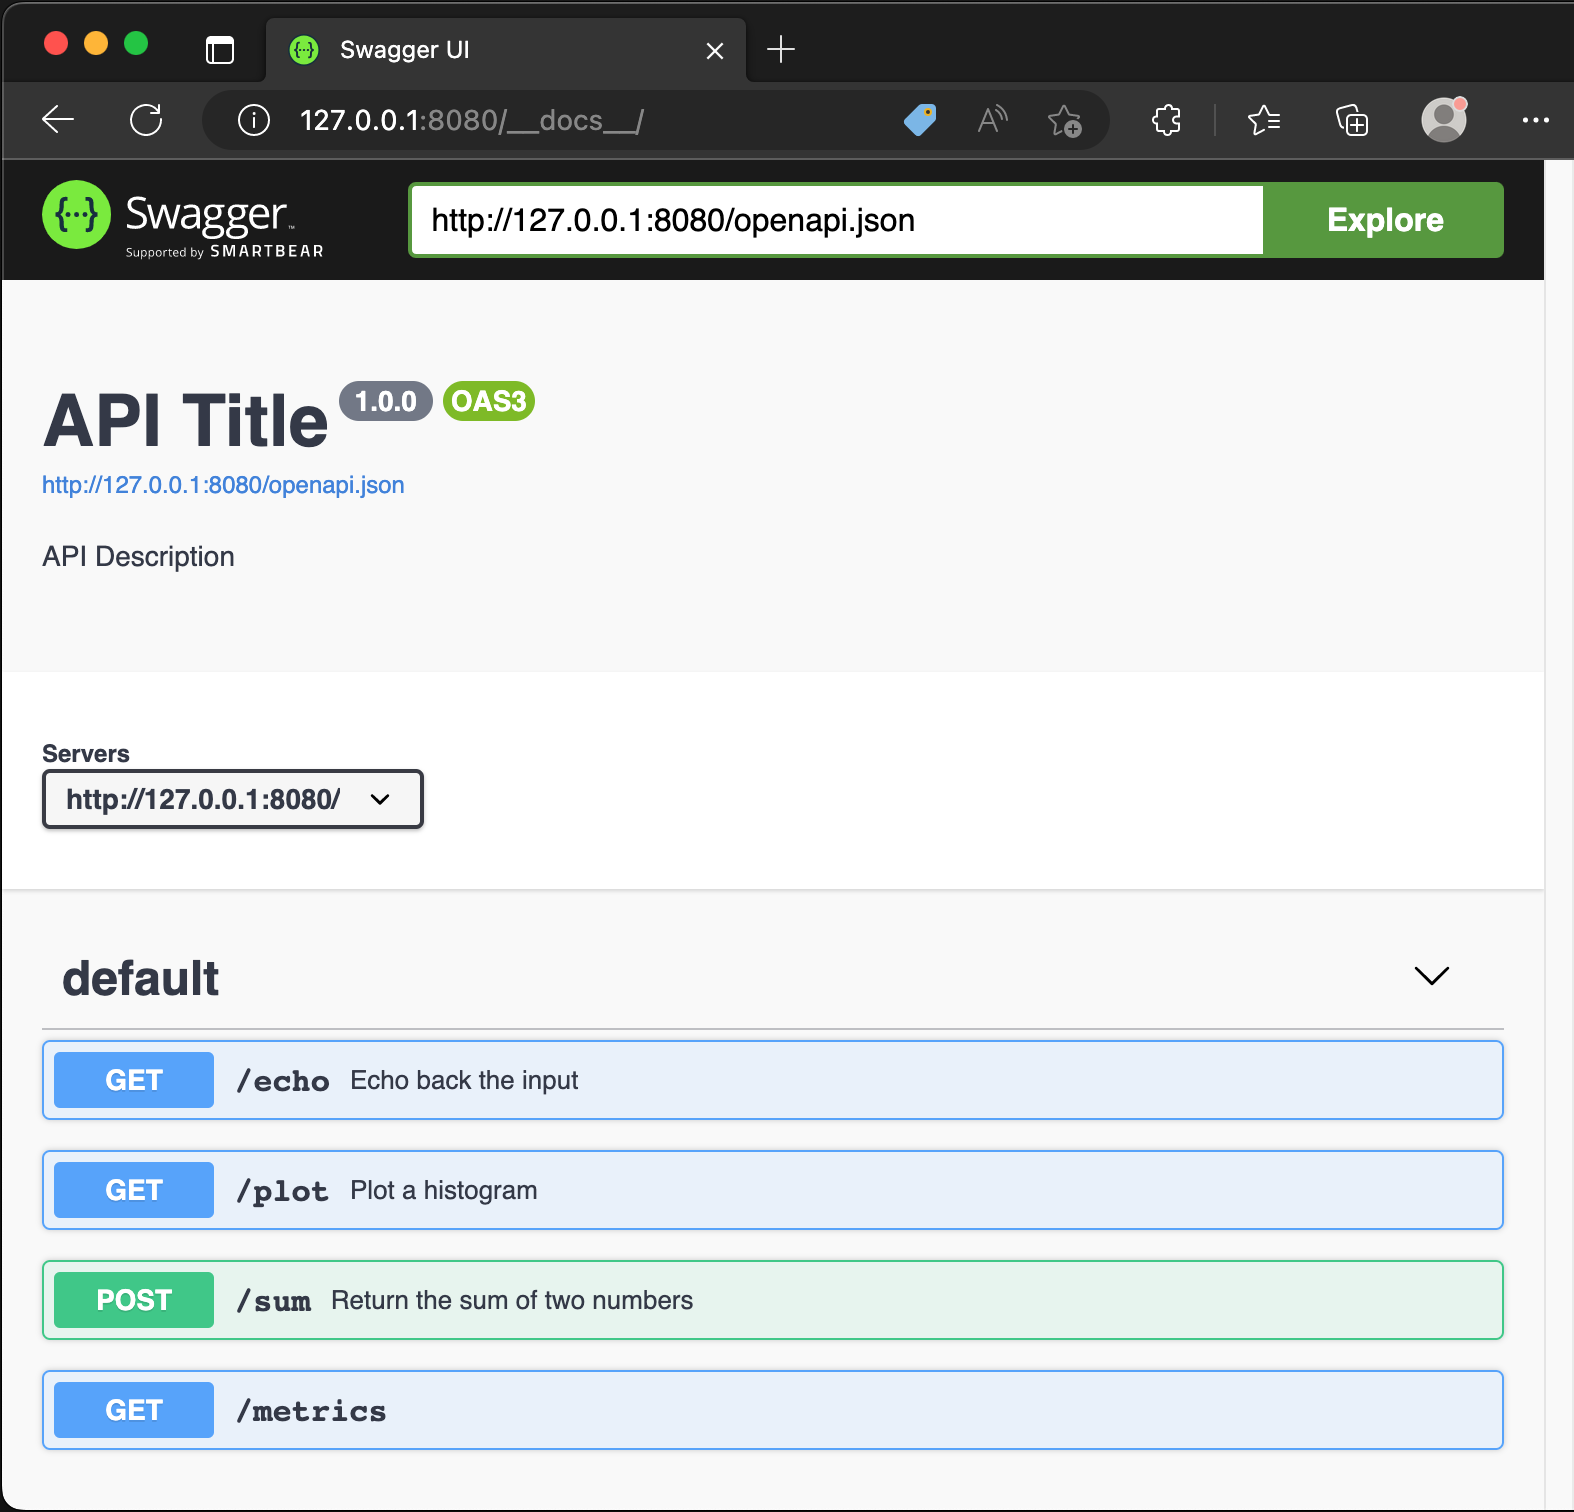 Swagger UI
127.0.0.1:8080/__docs__/
{···} Swagger™
Supported by SMARTBEAR
http://127.0.0.1:8080/openapi.json
Explore
API Title 1.0.0 OAS3
http://127.0.0.1:8080/openapi.json
API Description
Servers
http://127.0.0.1:8080/
default
GET /echo Echo back the input
GET /plot Plot a histogram
POST /sum Return the sum of two numbers
GET /metrics